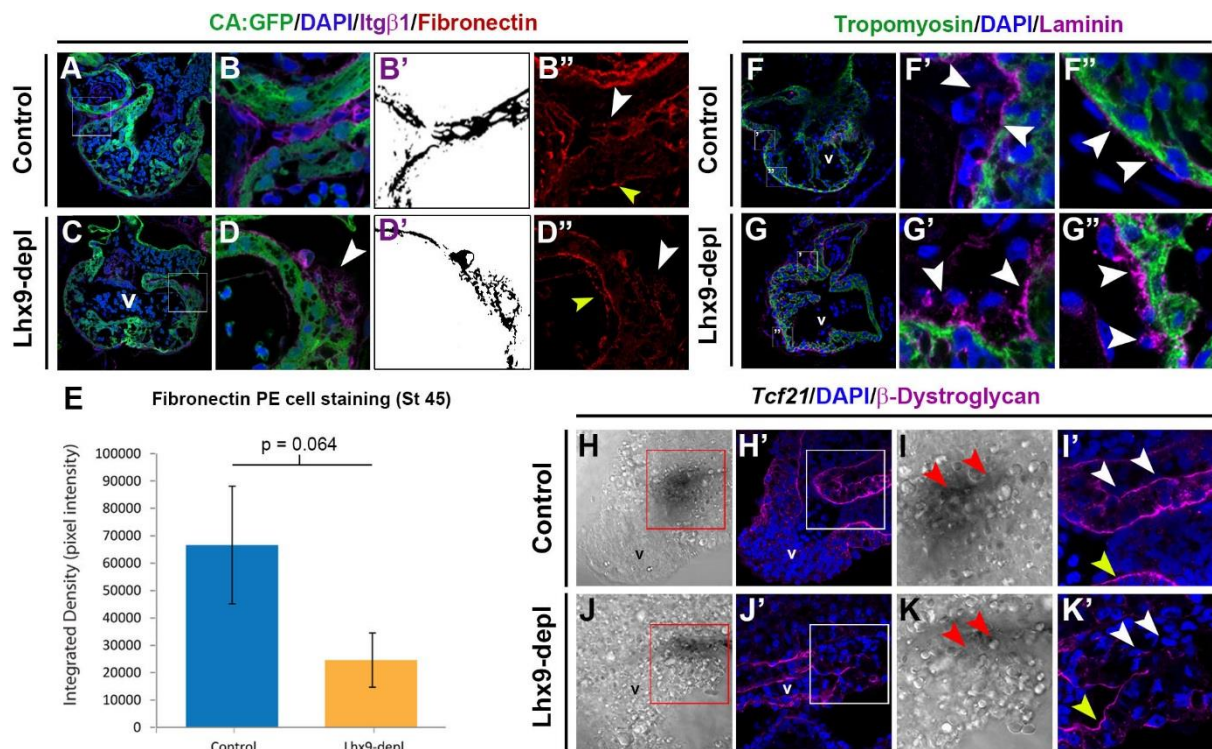 CA:GFP/DAPI/Itgβ1/Fibronectin
Control
A
B
B’
B”
Lhx9-depl
C
v
D
D’
D”
Tropomyosin/DAPI/Laminin
Control
F
’
”
v
F’
F”
Lhx9-depl
G
’
”
v
G’
G”
E
Fibronectin PE cell staining (St 45)
p = 0.064
Integrated Density (pixel intensity)
100000
90000
80000
70000
60000
50000
40000
30000
20000
10000
0
Control
Lhx9-depl
Tcf21/DAPI/β-Dystroglycan
Control
H
v
H’
v
I
I’
Lhx9-depl
J
v
J’
v
K
K’